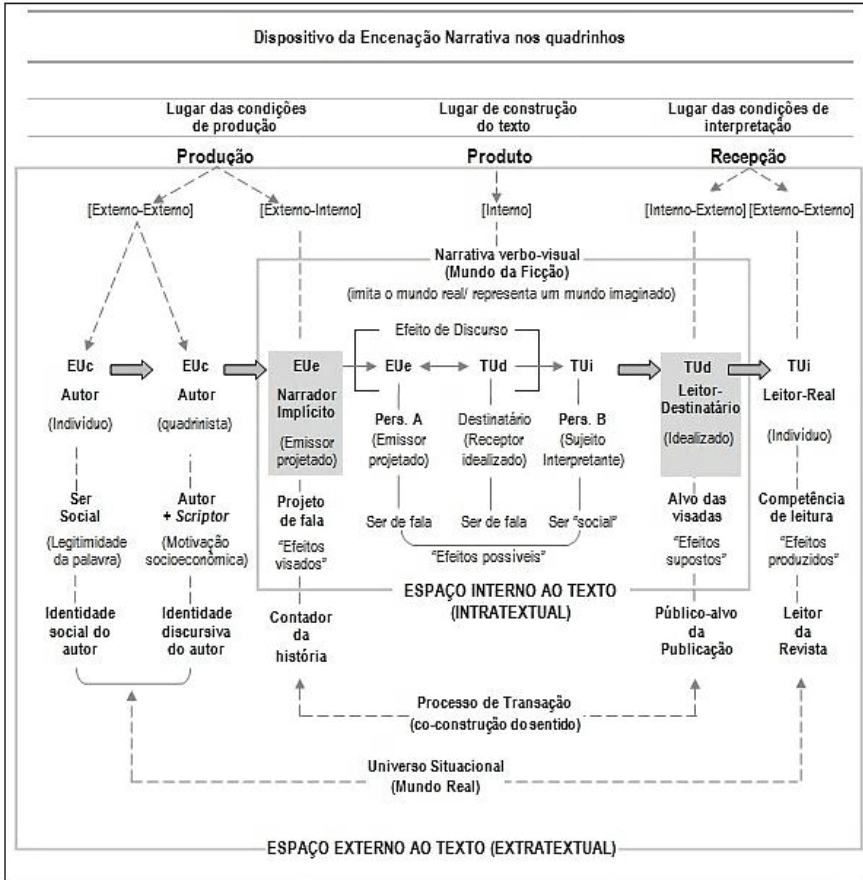 Dispositivo da Encenação Narrativa nos quadrinhos
Lugar das condições de produção
Lugar de construção do texto
Lugar das condições de interpretação
Produção
Produto
Recepção
[Externo-Externo]
[Externo-Interno]
[Interno]
[Interno-Externo]
[Externo-Externo]
Narrativa verbo-visual
(Mundo da Ficção)
(imita o mundo real/ representa um mundo imaginado)
Efeito de Discurso
EUc
Autor
(Indivíduo)
EUc
Autor
(quadrinista)
EUe
Narrador
Implícito
(Emissor
projetado)
EUe
Pers. A
(Emissor
projetado)
TUd
Destinatário
(Receptor
idealizado)
TUi
Pers. B
(Sujeito
Interpretante)
TUd
Leitor-
Destinatário
(Idealizado)
TUi
Leitor-Real
(Indivíduo)
Ser
Social
(Legitimidade
da palavra)
Autor
+ Scriptor
(Motivação
socioeconômica)
Projeto
de fala
"Efeitos
visados"
Ser de fala
Ser de fala
Ser "social"
"Efeitos possíveis"
Alvo das
visadas
"Efeitos
supostos"
Competência
de leitura
"Efeitos
produzidos"
ESPAÇO INTERNO AO TEXTO
(INTRATEXTUAL)
Identidade
social do
autor
Identidade
discursiva
do autor
Contador
da
história
Público-alvo
da
Publicação
Leitor
da
Revista
Processo de Transação
(co-construção do sentido)
Universo Situacional
(Mundo Real)
ESPAÇO EXTERNO AO TEXTO (EXTRATEXTUAL)